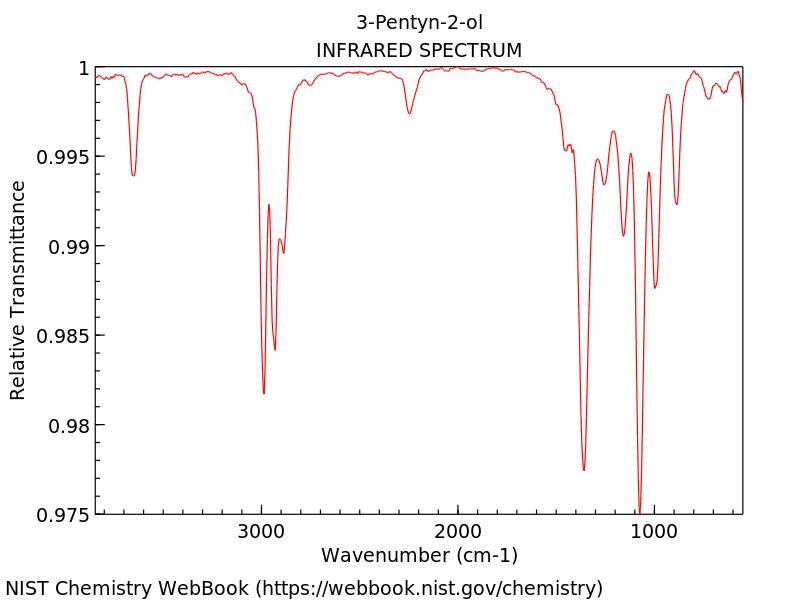 3-Pentyn-2-ol
INFRARED SPECTRUM
1
0.995
0.99
0.985
0.98
0.975
Relative Transmittance
3000 2000 1000
Wavenumber (cm-1)
NIST Chemistry WebBook (https://webbook.nist.gov/chemistry)